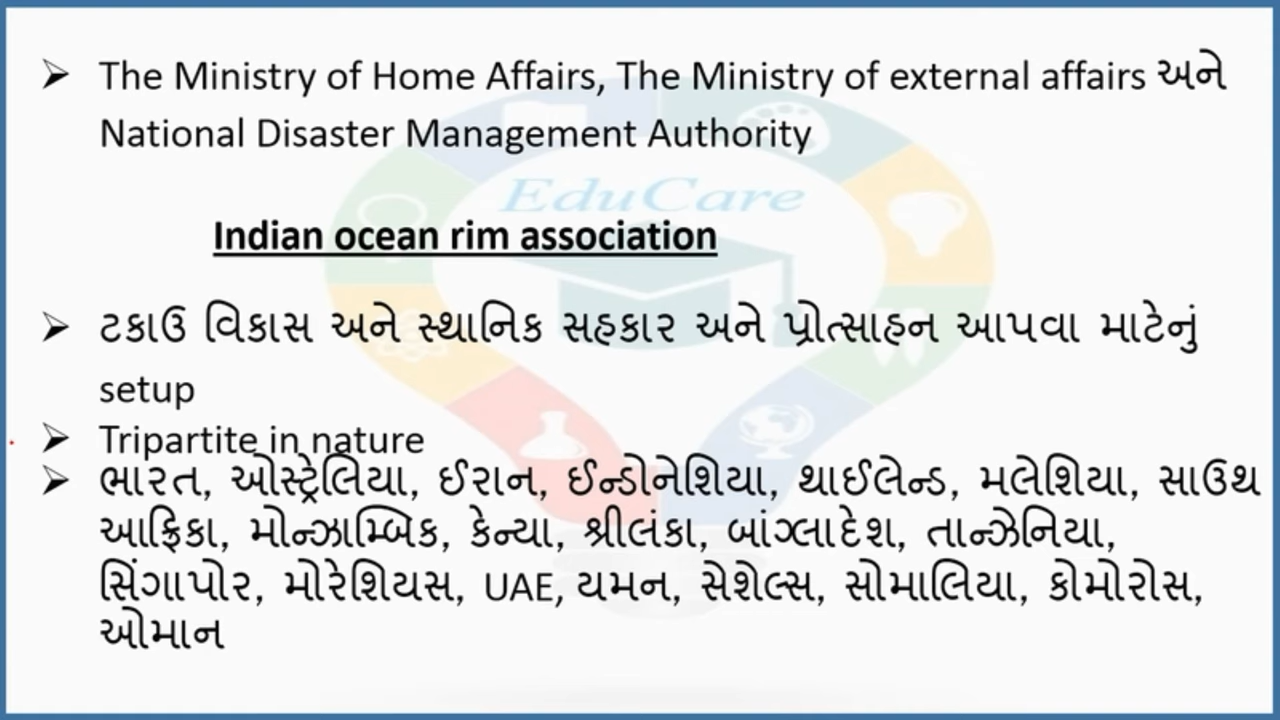 The Ministry of Home Affairs, The Ministry of external affairs અને
National Disaster Management Authority
EduCare
Indian ocean rim association
ટકાઉ વિકાસ અને સ્થાનિક સહકાર અને પ્રોત્સાહન આપવા માટેનું
setup
Tripartite in nature
ભારત, ઓસ્ટ્રેલિયા, ઈરાન, ઈન્ડોનેશિયા, થાઈલેન્ડ, મલેશિયા, સાઉથ
આફ્રિકા, મોન્ઝામ્બિક, કેન્યા, શ્રીલંકા, બાંગ્લાદેશ, તાન્ઝેનિયા,
સિંગાપોર, મોરેશિયસ, UAE, યમન, સેશેલ્સ, સોમાલિયા, કોમોરોસ,
ઓમાન